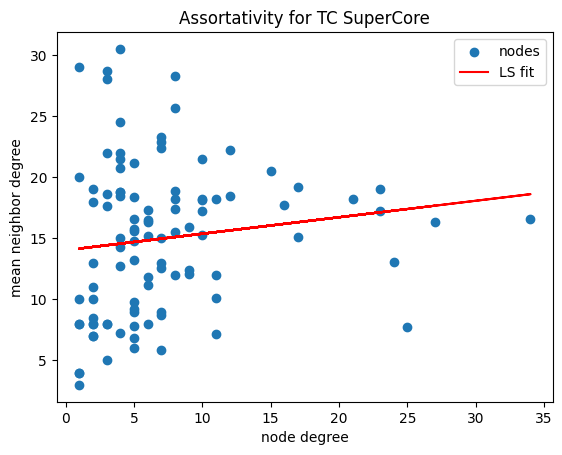 Assortativity for TC SuperCore
nodes
LS fit
mean neighbor degree
30
25
20
15
10
5
0 5 10 15 20 25 30 35
node degree